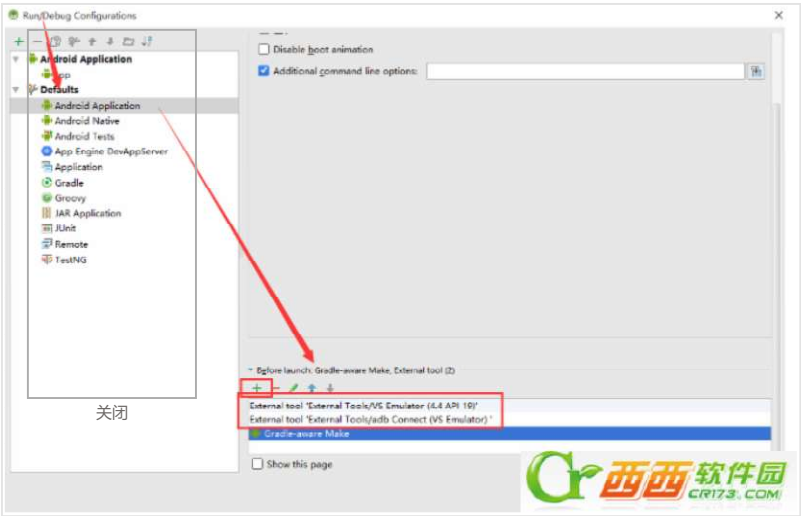 Run/Debug Configurations
Disable boot animation
Additional command line options:
Android Application
app
Defaults
Android Application
Android Native
Android Tests
App Engine DevAppServer
Application
Gradle
Groovy
JAR Application
JUnit
Remote
TestNG
关闭
Before launch: Gradle-aware Make, External tool (2)
External tool 'External Tools/VS Emulator (4.4 API 19)'
External tool 'External Tools/adb Connect (VS Emulator) '
Gradle-aware Make
Show this page
西西软件园
CR173.COM